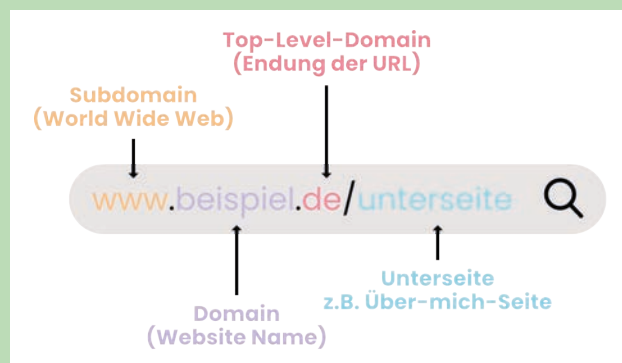 Top-Level-Domain
(Endung der URL)
Subdomain
(World Wide Web)
www.beispiel.de/unterseite
Unterseite
z.B. Über-mich-Seite
Domain
(Website Name)